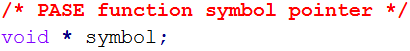 /* PASE function symbol pointer */
void * symbol;